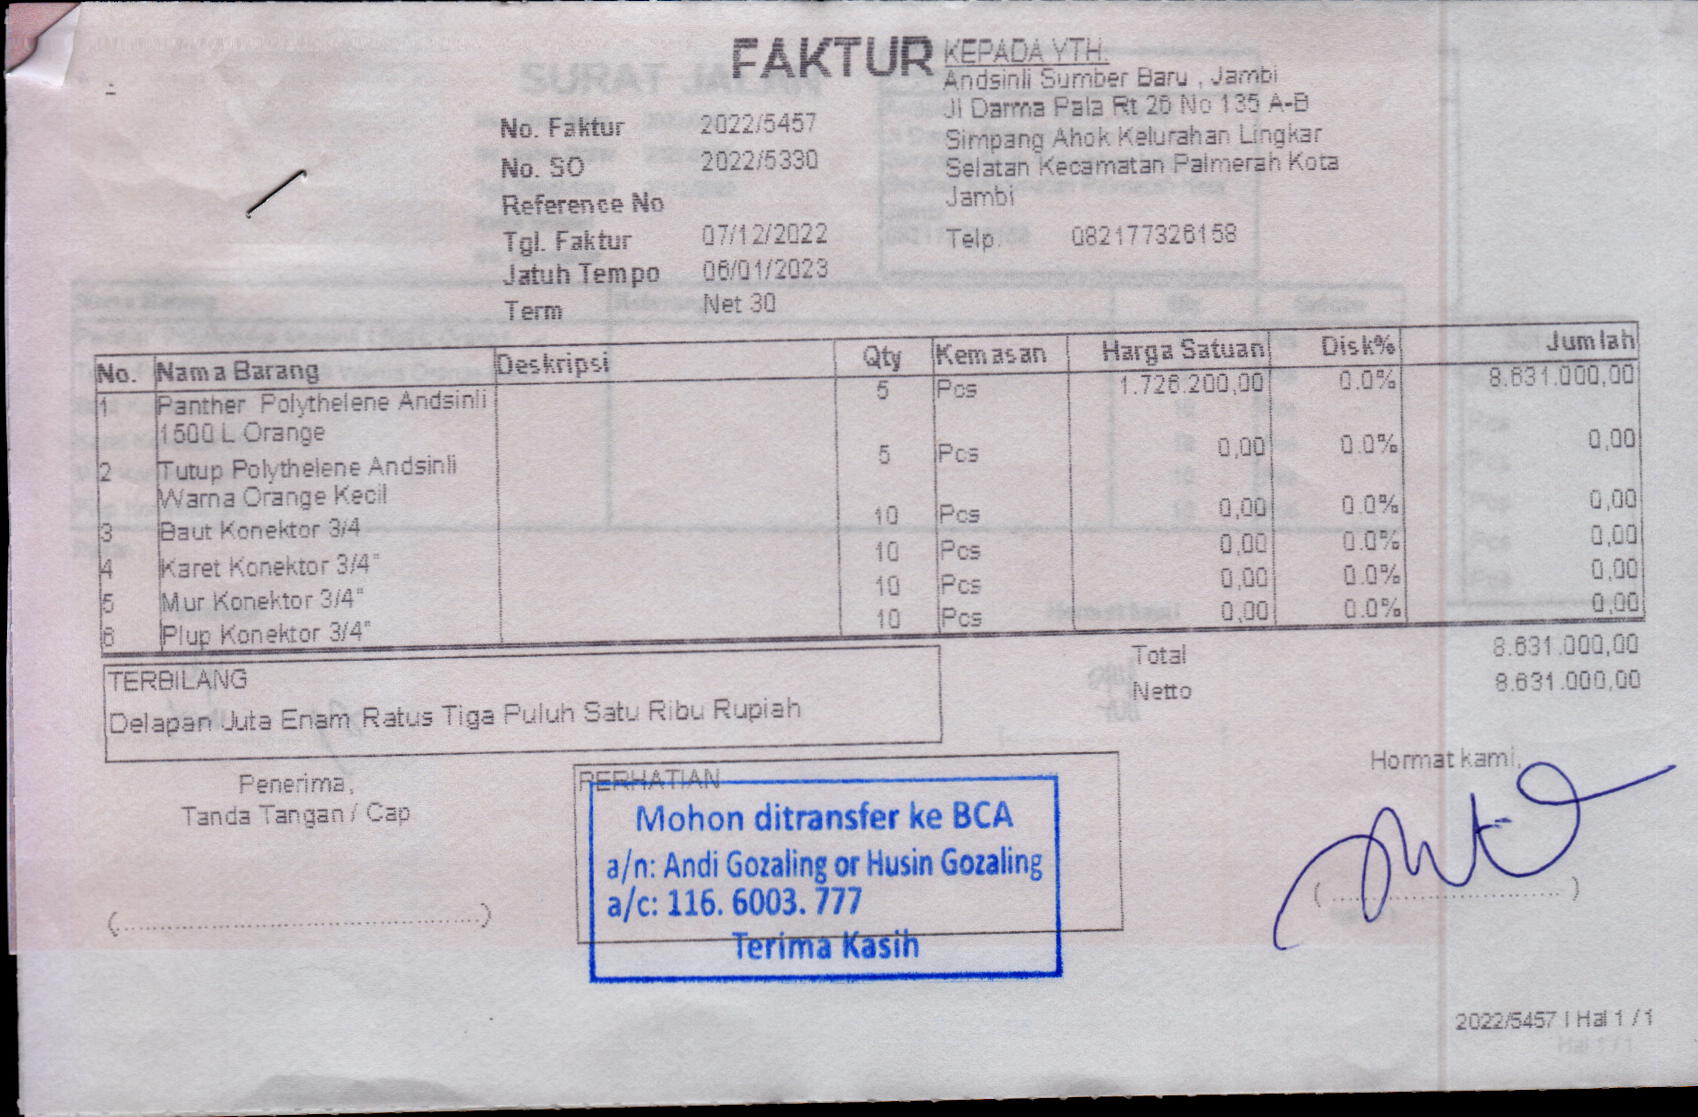 FAKTUR
KEPADA YTH.
Andsinli Sumber Baru , Jambi
Jl Darma Pala Rt 26 No 135 A-B
Simpang Ahok Kelurahan Lingkar
Selatan Kecamatan Palmerah Kota
Jambi
Telp. 082177326158
No. Faktur 2022/5457
No. SO 2022/5330
Reference No
Tgl. Faktur 07/12/2022
Jatuh Tempo 06/01/2023
Term Net 30
No. Nama Barang Deskripsi Qty Kemasan Harga Satuan Disk% Jumlah
1 Panther Polythelene Andsinli 5 Pcs 1.726.200,00 0.0% 8.631.000,00
1500 L Orange
2 Tutup Polythelene Andsinli 5 Pcs 0,00 0.0% 0,00
Warna Orange Kecil
3 Baut Konektor 3/4 10 Pcs 0,00 0.0% 0,00
4 Karet Konektor 3/4" 10 Pcs 0,00 0.0% 0,00
5 Mur Konektor 3/4" 10 Pcs 0,00 0.0% 0,00
6 Plup Konektor 3/4" 10 Pcs 0,00 0.0% 0,00
Total 8.631.000,00
Netto 8.631.000,00
TERBILANG
Delapan Juta Enam Ratus Tiga Puluh Satu Ribu Rupiah
Penerima,
Tanda Tangan / Cap
(........................................)
PERHATIAN
Mohon ditransfer ke BCA
a/n: Andi Gozaling or Husin Gozaling
a/c: 116. 6003. 777
Terima Kasih
Hormat kami,
(........................................)
2022/5457 | Hal 1 / 1